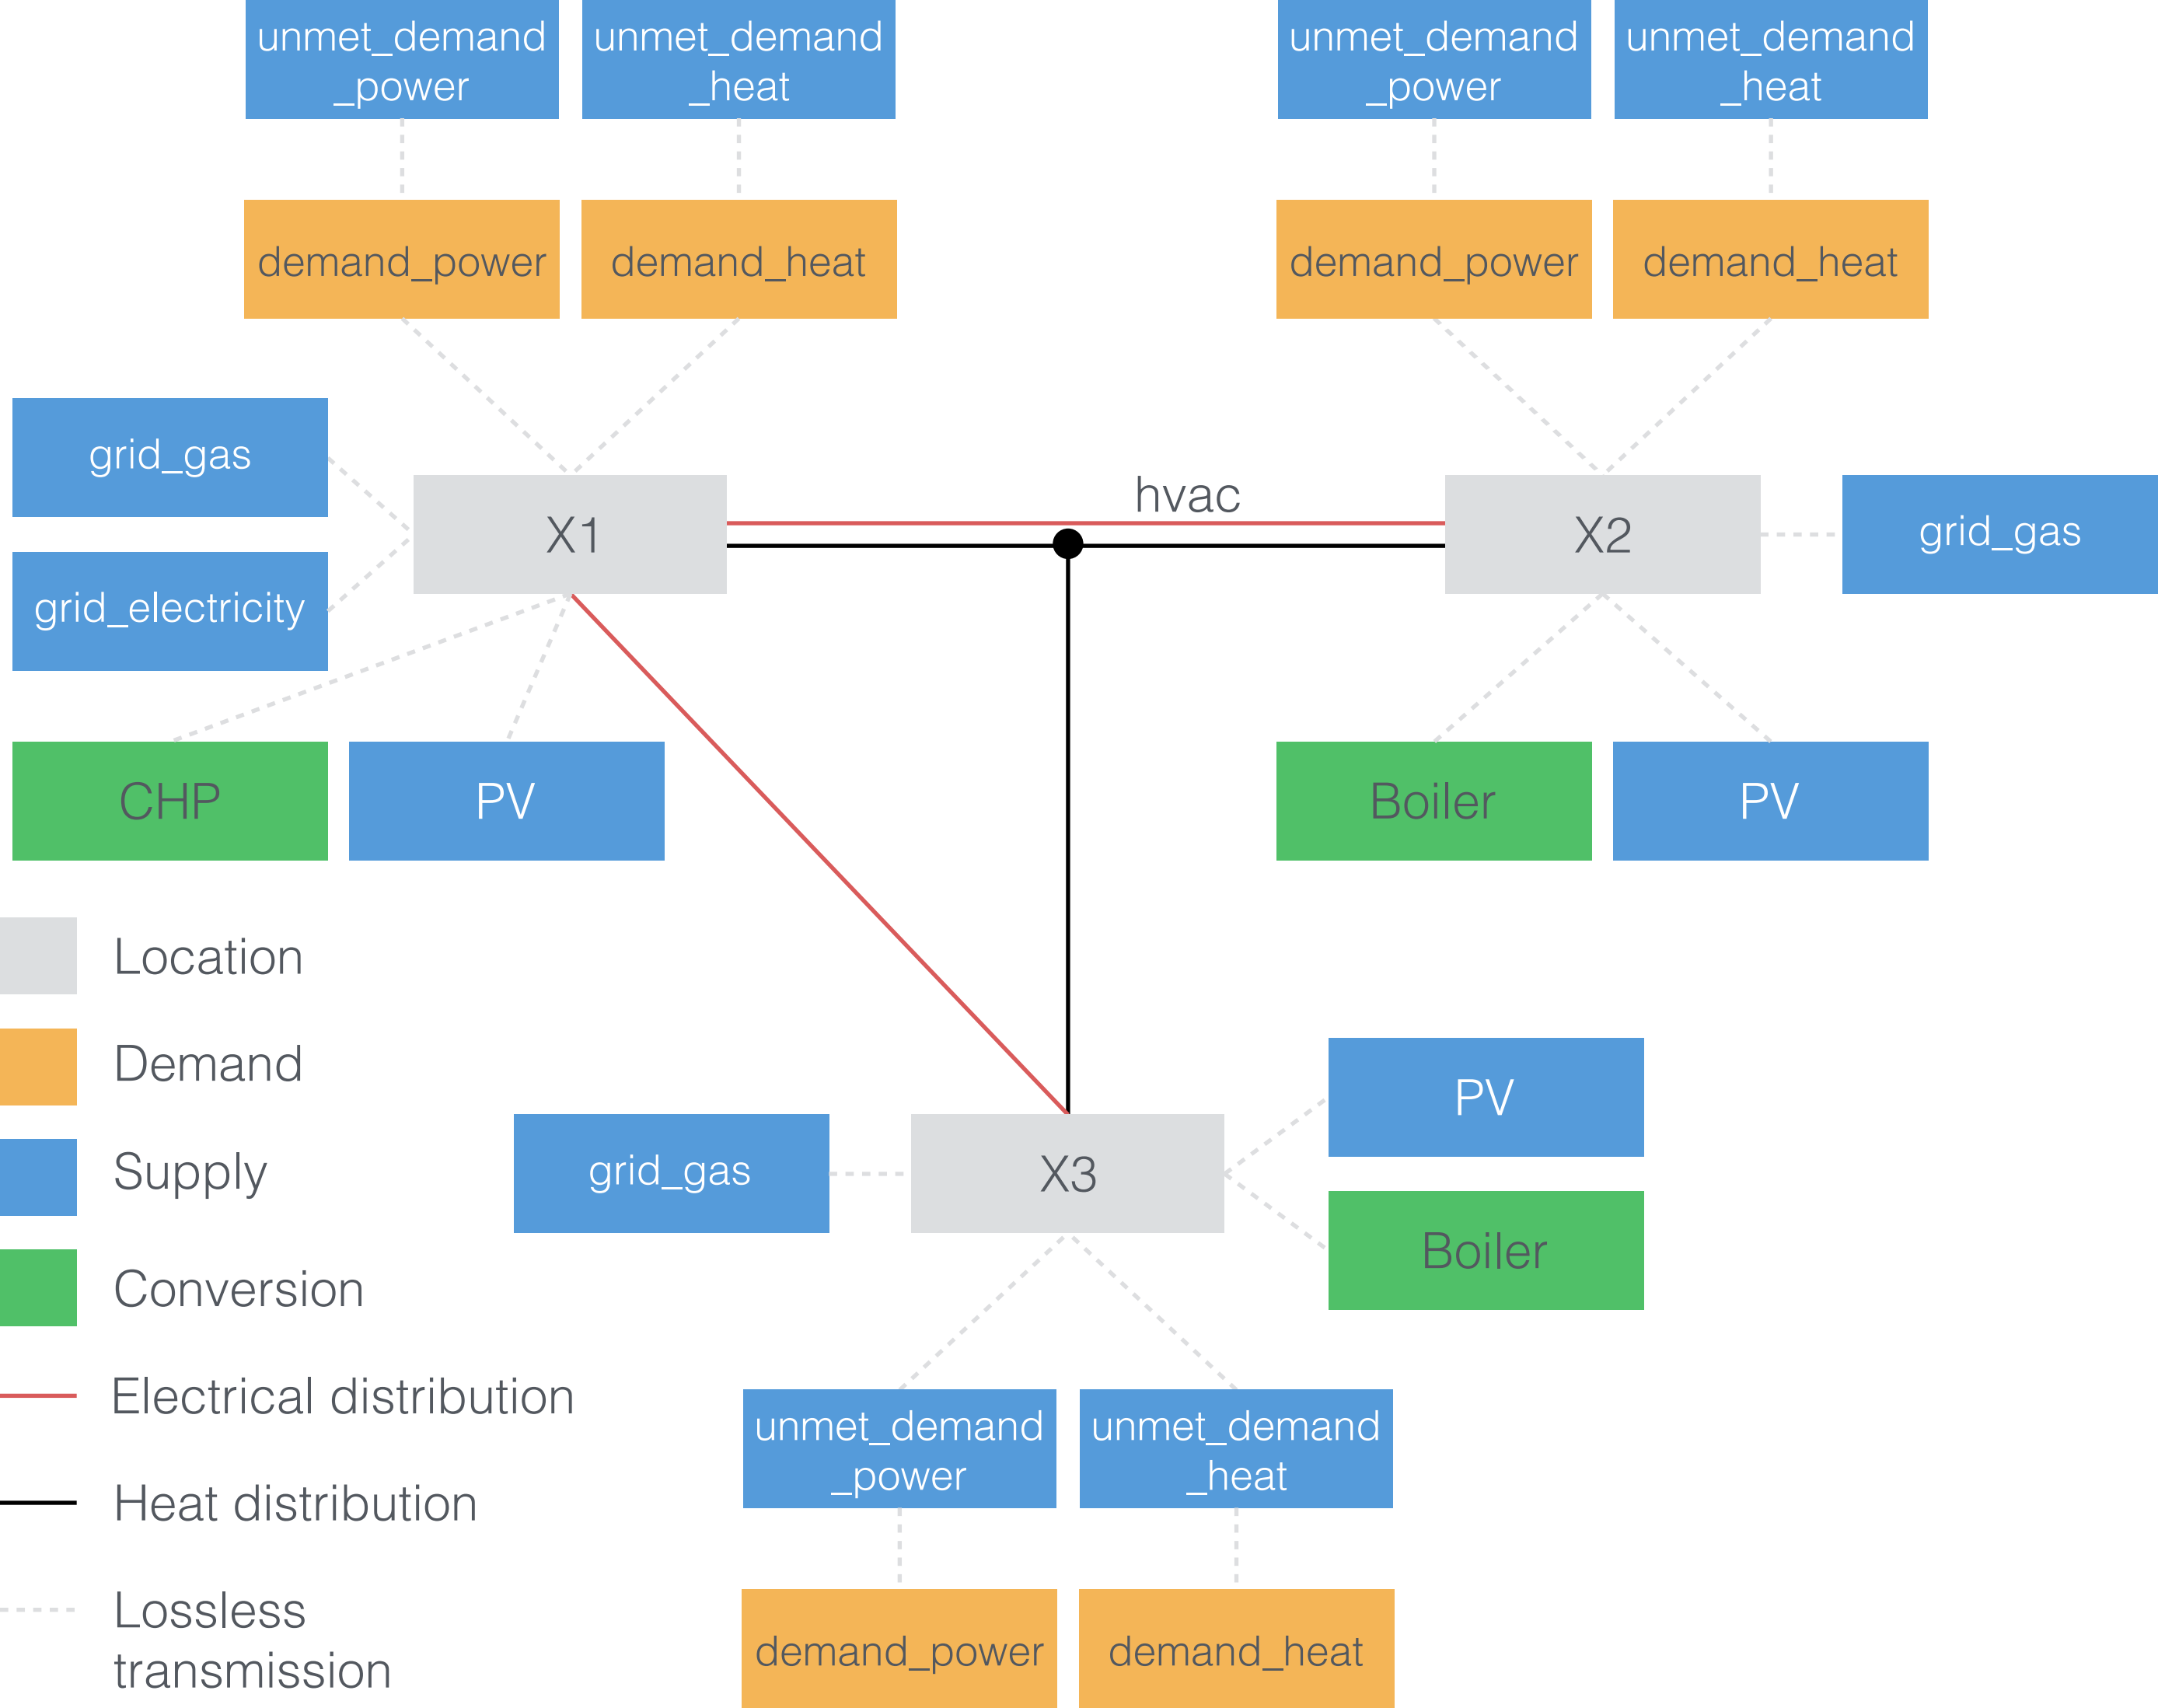 unmet_demand
_power
unmet_demand
_heat
unmet_demand
_power
unmet_demand
_heat
demand_power
demand_heat
demand_power
demand_heat
grid_gas
grid_electricity
X1
hvac
X2
grid_gas
CHP
PV
Boiler
PV
Location
Demand
Supply
Conversion
Electrical distribution
Heat distribution
Lossless
transmission
grid_gas
X3
PV
Boiler
unmet_demand
_power
unmet_demand
_heat
demand_power
demand_heat